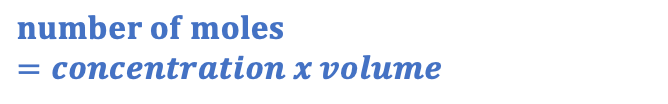 number of moles
= concentration x volume